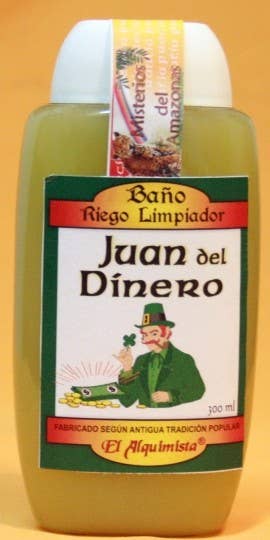 Misterios
del
Amazonas
Baño
Riego Limpiador
Juan del
Dinero
300 ml
FABRICADO SEGÚN ANTIGUA TRADICIÓN POPULAR
El Alquimista®